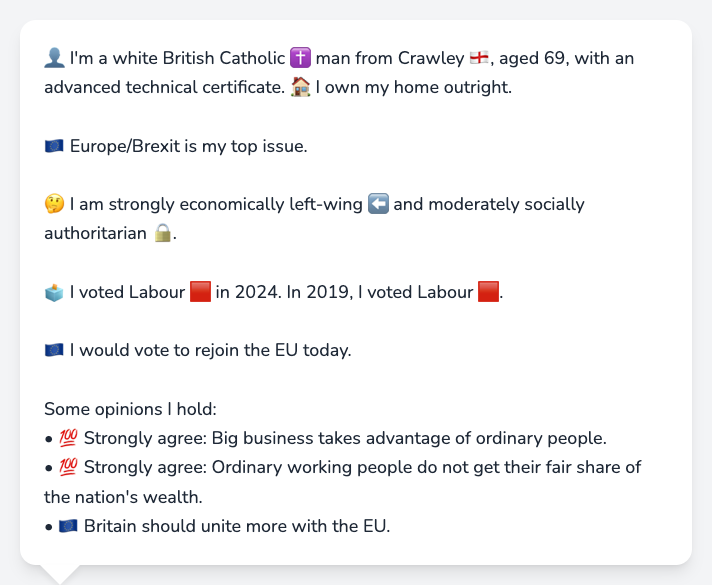 👤 I'm a white British Catholic ✝️ man from Crawley 🏴󠁧󠁢󠁥󠁮󠁧󠁿, aged 69, with an
advanced technical certificate. 🏠 I own my home outright.
🇪🇺 Europe/Brexit is my top issue.
🤔 I am strongly economically left-wing ⬅️ and moderately socially
authoritarian 🔒.
🗳️ I voted Labour 🟥 in 2024. In 2019, I voted Labour 🟥.
🇪🇺 I would vote to rejoin the EU today.
Some opinions I hold:
• 💯 Strongly agree: Big business takes advantage of ordinary people.
• 💯 Strongly agree: Ordinary working people do not get their fair share of
the nation's wealth.
• 🇪🇺 Britain should unite more with the EU.